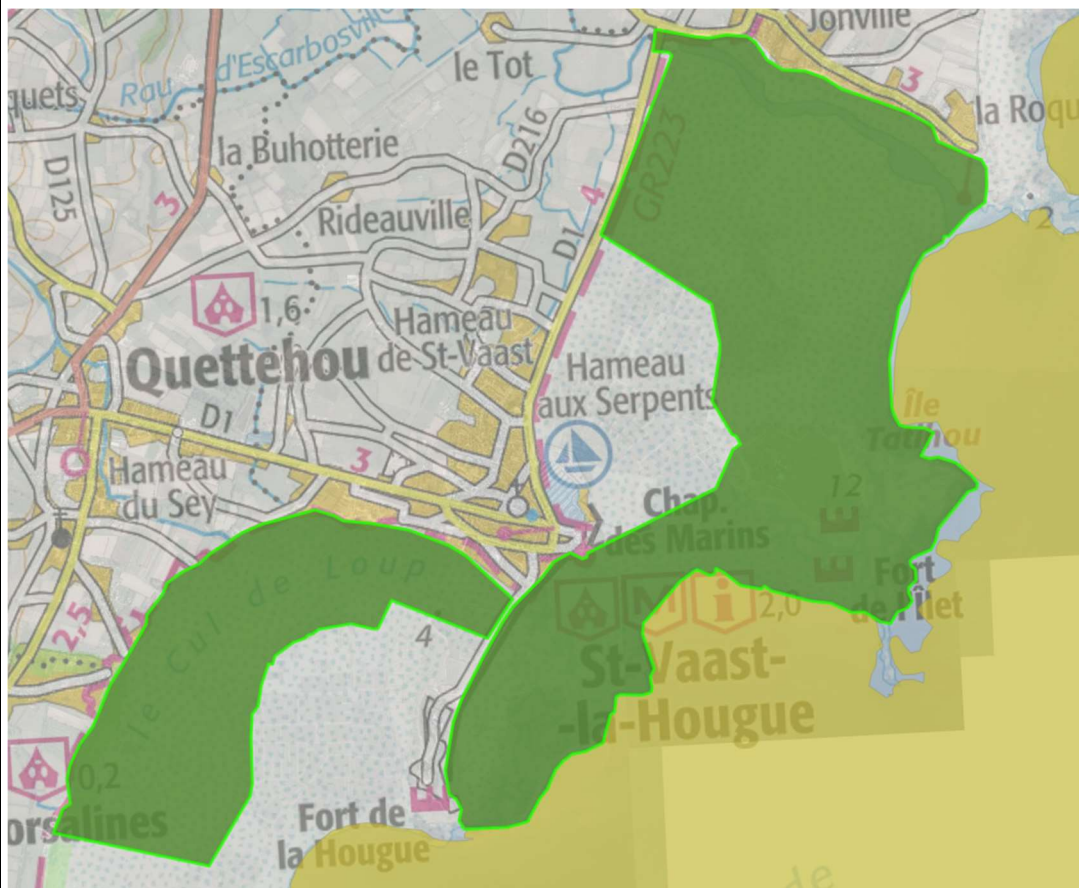 Jonville
d'Escarbosville
le Tot
3
quets
Rau
la Roqu
D216
la Buhotterie
GR223
D125
3
4
Rideauville
2
D1
1,6
Hameau
de St-Vaast
Quettehou
Hameau
aux Serpents
Île
Tatihou
D1
3
Hameau
du Sey
12
Chap.
des Marins
E
E E
le Cul de Loup
Fort
de l'Îlet
M i 2,0
2,5
4
St-Vaast-
-la-Hougue
0,2
orsalines
Fort de
la Hougue
de